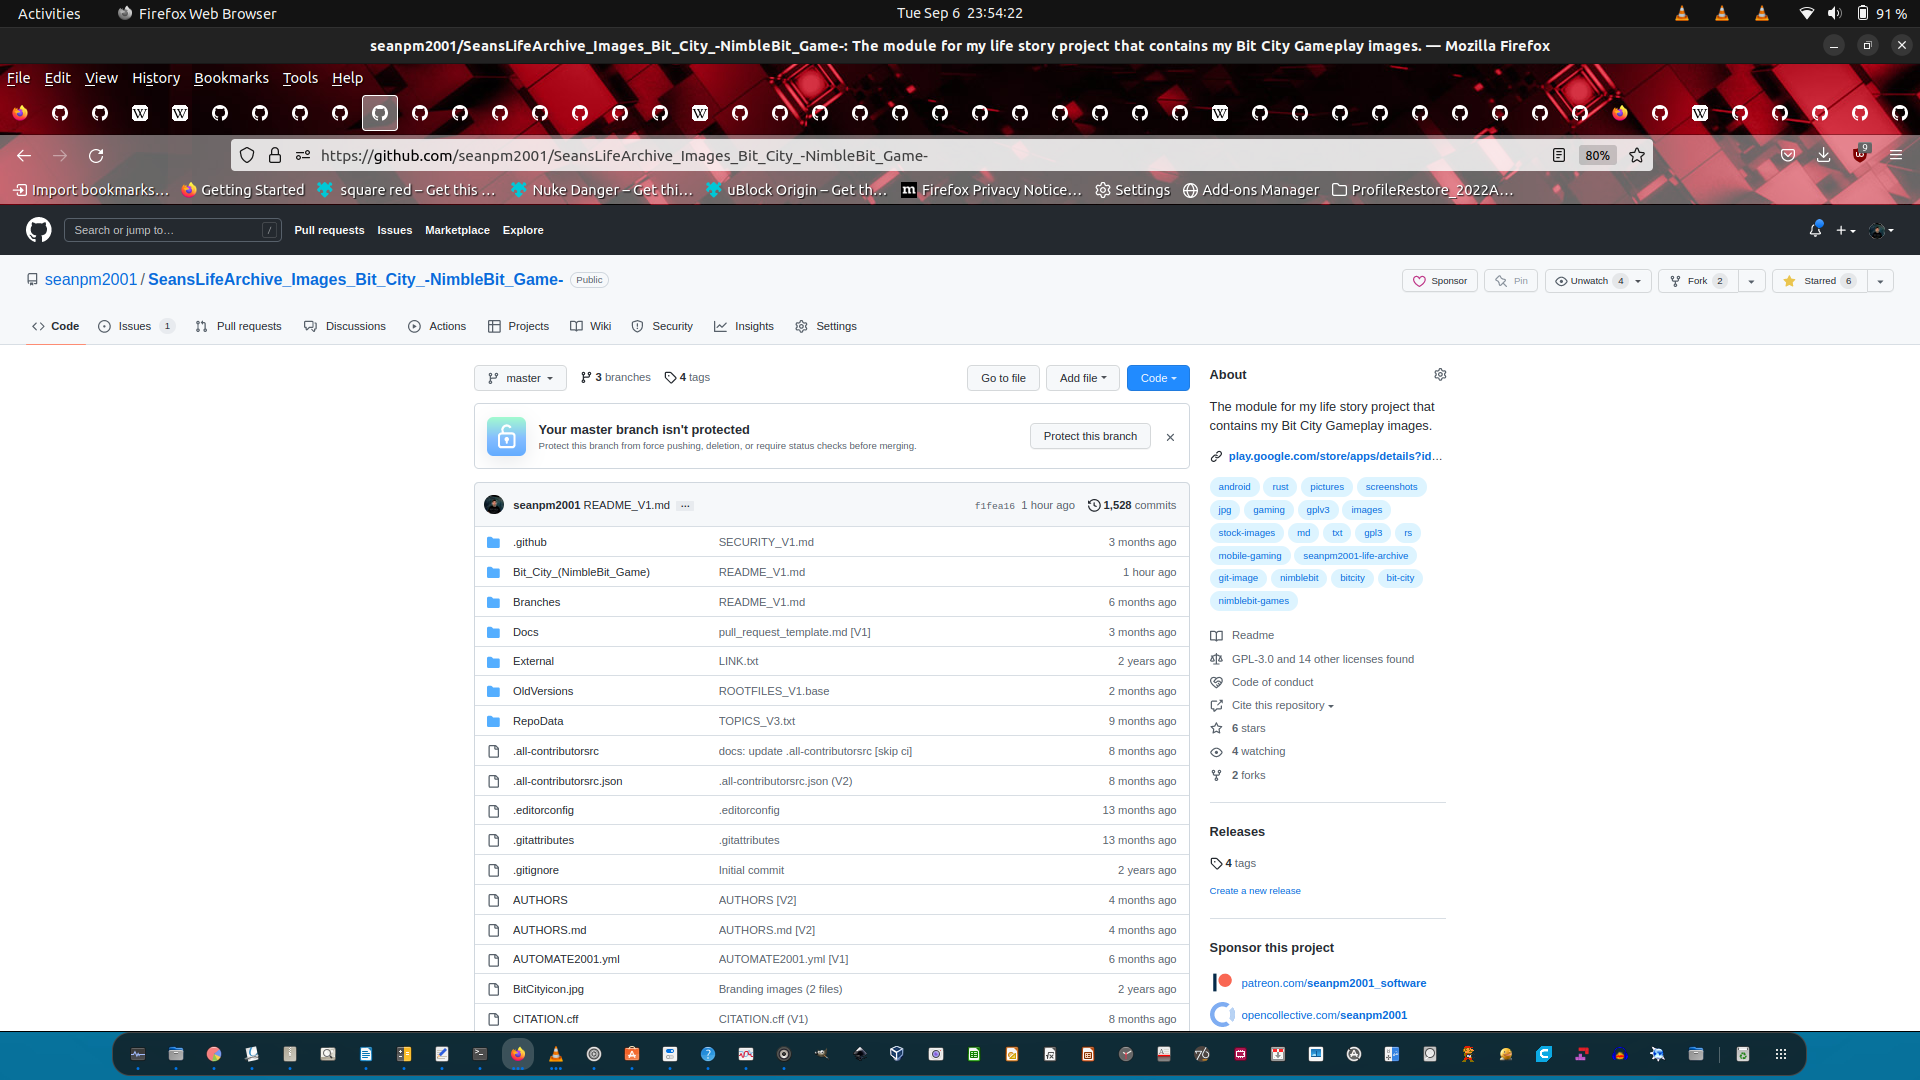 Activities
Firefox Web Browser
Tue Sep 6 23:54:22
91 %
seanpm2001/SeansLifeArchive_Images_Bit_City_-NimbleBit_Game-: The module for my life story project that contains my Bit City Gameplay images. — Mozilla Firefox
File Edit View History Bookmarks Tools Help
https://github.com/seanpm2001/SeansLifeArchive_Images_Bit_City_-NimbleBit_Game-
80%
9
Import bookmarks… Getting Started square red – Get this … Nuke Danger – Get thi… uBlock Origin – Get th… Firefox Privacy Notice… Settings Add-ons Manager ProfileRestore_2022A…
Search or jump to… /
Pull requests Issues Marketplace Explore
seanpm2001 / SeansLifeArchive_Images_Bit_City_-NimbleBit_Game- Public
Sponsor Pin Unwatch 4 Fork 2 Starred 6
Code Issues 1 Pull requests Discussions Actions Projects Wiki Security Insights Settings
master 3 branches 4 tags
Go to file Add file Code
Your master branch isn't protected
Protect this branch from force pushing, deletion, or require status checks before merging.
Protect this branch
seanpm2001 README_V1.md … f1fea16 1 hour ago 1,528 commits
.github SECURITY_V1.md 3 months ago
Bit_City_(NimbleBit_Game) README_V1.md 1 hour ago
Branches README_V1.md 6 months ago
Docs pull_request_template.md [V1] 3 months ago
External LINK.txt 2 years ago
OldVersions ROOTFILES_V1.base 2 months ago
RepoData TOPICS_V3.txt 9 months ago
.all-contributorsrc docs: update .all-contributorsrc [skip ci] 8 months ago
.all-contributorsrc.json .all-contributorsrc.json (V2) 8 months ago
.editorconfig .editorconfig 13 months ago
.gitattributes .gitattributes 13 months ago
.gitignore Initial commit 2 years ago
AUTHORS AUTHORS [V2] 4 months ago
AUTHORS.md AUTHORS.md [V2] 4 months ago
AUTOMATE2001.yml AUTOMATE2001.yml [V1] 6 months ago
BitCityicon.jpg Branding images (2 files) 2 years ago
CITATION.cff CITATION.cff (V1) 8 months ago
About
The module for my life story project that
contains my Bit City Gameplay images.
play.google.com/store/apps/details?id…
android rust pictures screenshots
jpg gaming gplv3 images
stock-images md txt gpl3 rs
mobile-gaming seanpm2001-life-archive
git-image nimblebit bitcity bit-city
nimblebit-games
Readme
GPL-3.0 and 14 other licenses found
Code of conduct
Cite this repository
6 stars
4 watching
2 forks
Releases
4 tags
Create a new release
Sponsor this project
patreon.com/seanpm2001_software
opencollective.com/seanpm2001
76